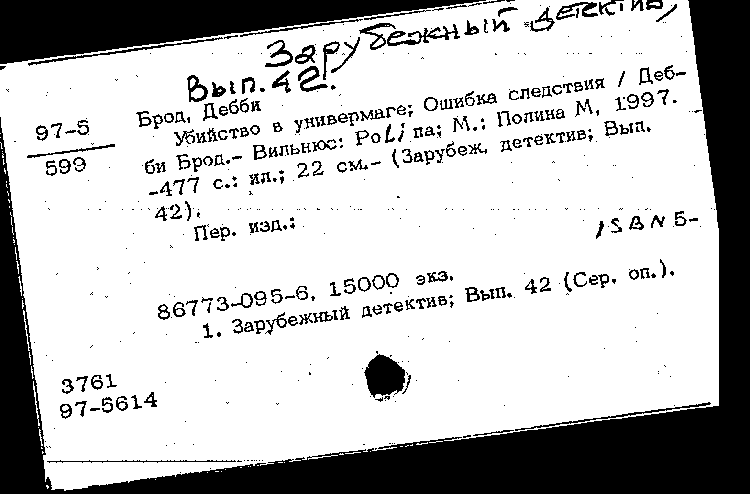 Зарубежный детектив,
Вып. 42.
97-5
599
Брод, Дебби
Убийство в универмаге; Ошибка следствия / Деб-
би Брод.- Вильнюс: Polina; М.: Полина М, 1997.
-477 с.: ил.; 22 см.- (Зарубеж. детектив; Вып.
42).
Пер. изд.:
ISBN 5-
86773-095-6. 15000 экз.
1. Зарубежный детектив; Вып. 42 (Сер. оп.).
3761
97-5614